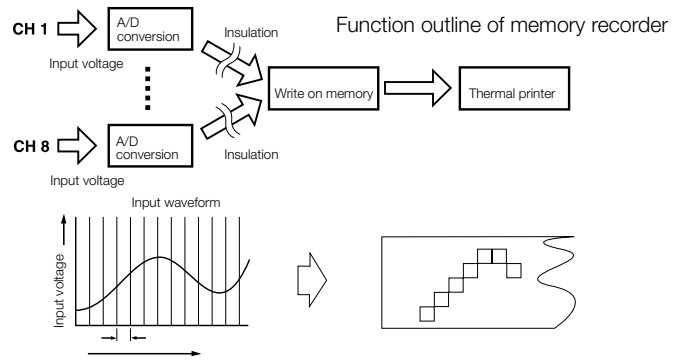 Function outline of memory recorder
CH 1
A/D
conversion
Insulation
Input voltage
Write on memory
Thermal printer
CH 8
A/D
conversion
Insulation
Input voltage
Input waveform
Input voltage